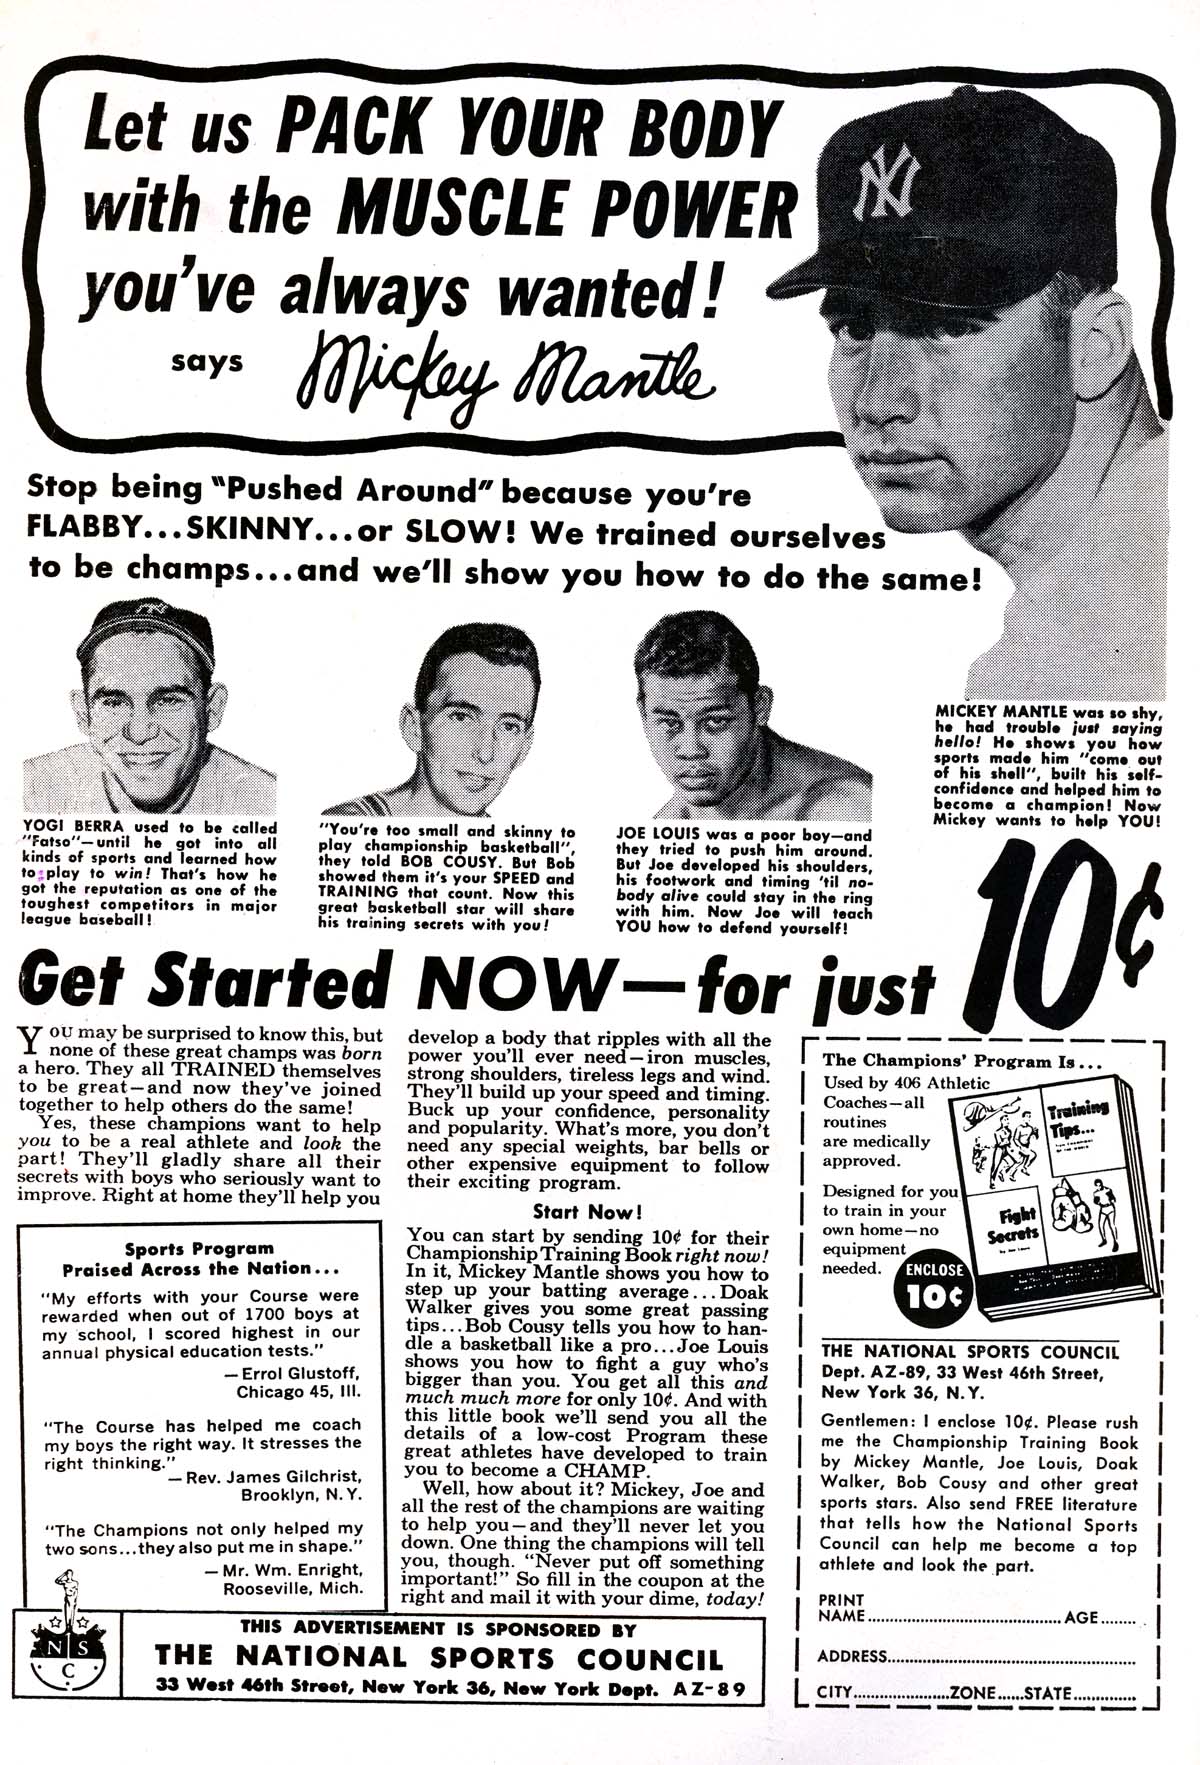 Let us PACK YOUR BODY
with the MUSCLE POWER
you've always wanted!
says Mickey Mantle
NY
Stop being "Pushed Around" because you're
FLABBY...SKINNY...or SLOW! We trained ourselves
to be champs...and we'll show you how to do the same!
YOGI BERRA used to be called
"Fatso"—until he got into all
kinds of sports and learned how
to play to win! That's how he
got the reputation as one of the
toughest competitors in major
league baseball!
"You're too small and skinny to
play championship basketball",
they told BOB COUSY. But Bob
showed them it's your SPEED and
TRAINING that count. Now this
great basketball star will share
his training secrets with you!
JOE LOUIS was a poor boy—and
they tried to push him around.
But Joe developed his shoulders,
his footwork and timing 'til no-
body alive could stay in the ring
with him. Now Joe will teach
YOU how to defend yourself!
MICKEY MANTLE was so shy,
he had trouble just saying
hello! He shows you how
sports made him "come out
of his shell", built his self-
confidence and helped him to
become a champion! Now
Mickey wants to help YOU!
Get Started NOW—for just 10¢
YOU may be surprised to know this, but
none of these great champs was born
a hero. They all TRAINED themselves
to be great—and now they've joined
together to help others do the same!
Yes, these champions want to help
you to be a real athlete and look the
part! They'll gladly share all their
secrets with boys who seriously want to
improve. Right at home they'll help you
Sports Program
Praised Across the Nation...
"My efforts with your Course were
rewarded when out of 1700 boys at
my school, I scored highest in our
annual physical education tests."
—Errol Glustoff,
Chicago 45, Ill.
"The Course has helped me coach
my boys the right way. It stresses the
right thinking."
—Rev. James Gilchrist,
Brooklyn, N.Y.
"The Champions not only helped my
two sons...they also put me in shape."
—Mr. Wm. Enright,
Rooseville, Mich.
develop a body that ripples with all the
power you'll ever need—iron muscles,
strong shoulders, tireless legs and wind.
They'll build up your speed and timing.
Buck up your confidence, personality
and popularity. What's more, you don't
need any special weights, bar bells or
other expensive equipment to follow
their exciting program.
Start Now!
You can start by sending 10¢ for their
Championship Training Book right now!
In it, Mickey Mantle shows you how to
step up your batting average...Doak
Walker gives you some great passing
tips...Bob Cousy tells you how to han-
dle a basketball like a pro...Joe Louis
shows you how to fight a guy who's
bigger than you. You get all this and
much much more for only 10¢. And with
this little book we'll send you all the
details of a low-cost Program these
great athletes have developed to train
you to become a CHAMP.
Well, how about it? Mickey, Joe and
all the rest of the champions are waiting
to help you—and they'll never let you
down. One thing the champions will tell
you, though. "Never put off something
important!" So fill in the coupon at the
right and mail it with your dime, today!
NSC
THIS ADVERTISEMENT IS SPONSORED BY
THE NATIONAL SPORTS COUNCIL
33 West 46th Street, New York 36, New York Dept. AZ-89
The Champions' Program Is...
Used by 406 Athletic
Coaches—all
routines
are medically
approved.
Designed for you
to train in your
own home—no
equipment
needed.
Training
Tips...
Fight
Secrets
by Joe Louis
ENCLOSE
10¢
THE NATIONAL SPORTS COUNCIL
Dept. AZ-89, 33 West 46th Street,
New York 36, N.Y.
Gentlemen: I enclose 10¢. Please rush
me the Championship Training Book
by Mickey Mantle, Joe Louis, Doak
Walker, Bob Cousy and other great
sports stars. Also send FREE literature
that tells how the National Sports
Council can help me become a top
athlete and look the part.
PRINT
NAME.....................AGE........
ADDRESS.....................
CITY.....................ZONE......STATE..............